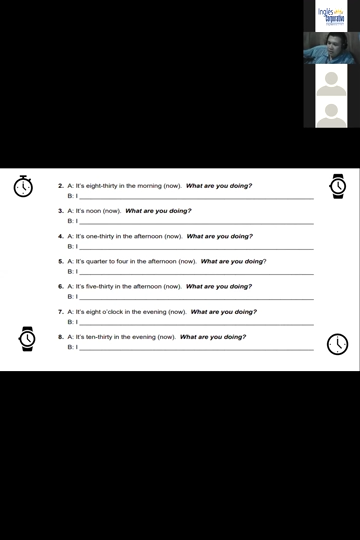 Inglés
corporativo
2. A: It's eight-thirty in the morning (now). What are you doing?
B: I
3. A: It's noon (now). What are you doing?
B: I
4. A: It's one-thirty in the afternoon (now). What are you doing?
B: I
5. A: It's quarter to four in the afternoon (now). What are you doing?
B: I
6. A: It's five-thirty in the afternoon (now). What are you doing?
B: I
7. A: It's eight o'clock in the evening (now). What are you doing?
B: I
8. A: It's ten-thirty in the evening (now). What are you doing?
B: I